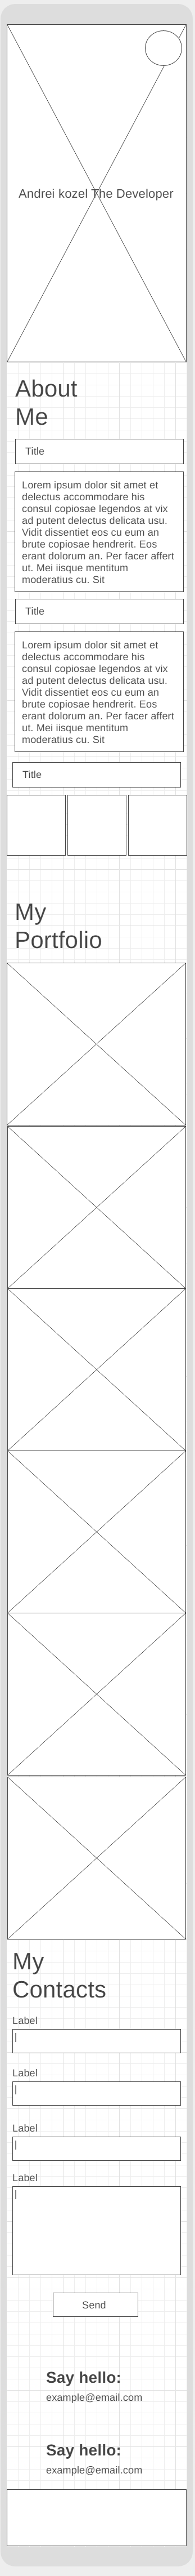 Andrei kozel The Developer
About
Me
Title
Lorem ipsum dolor sit amet et
delectus accommodare his
consul copiosae legendos at vix
ad putent delectus delicata usu.
Vidit dissentiet eos cu eum an
brute copiosae hendrerit. Eos
erant dolorum an. Per facer affert
ut. Mei iisque mentitum
moderatius cu. Sit
Title
Lorem ipsum dolor sit amet et
delectus accommodare his
consul copiosae legendos at vix
ad putent delectus delicata usu.
Vidit dissentiet eos cu eum an
brute copiosae hendrerit. Eos
erant dolorum an. Per facer affert
ut. Mei iisque mentitum
moderatius cu. Sit
Title
My
Portfolio
My
Contacts
Label
Label
Label
Label
Send
Say hello:
example@email.com
Say hello:
example@email.com